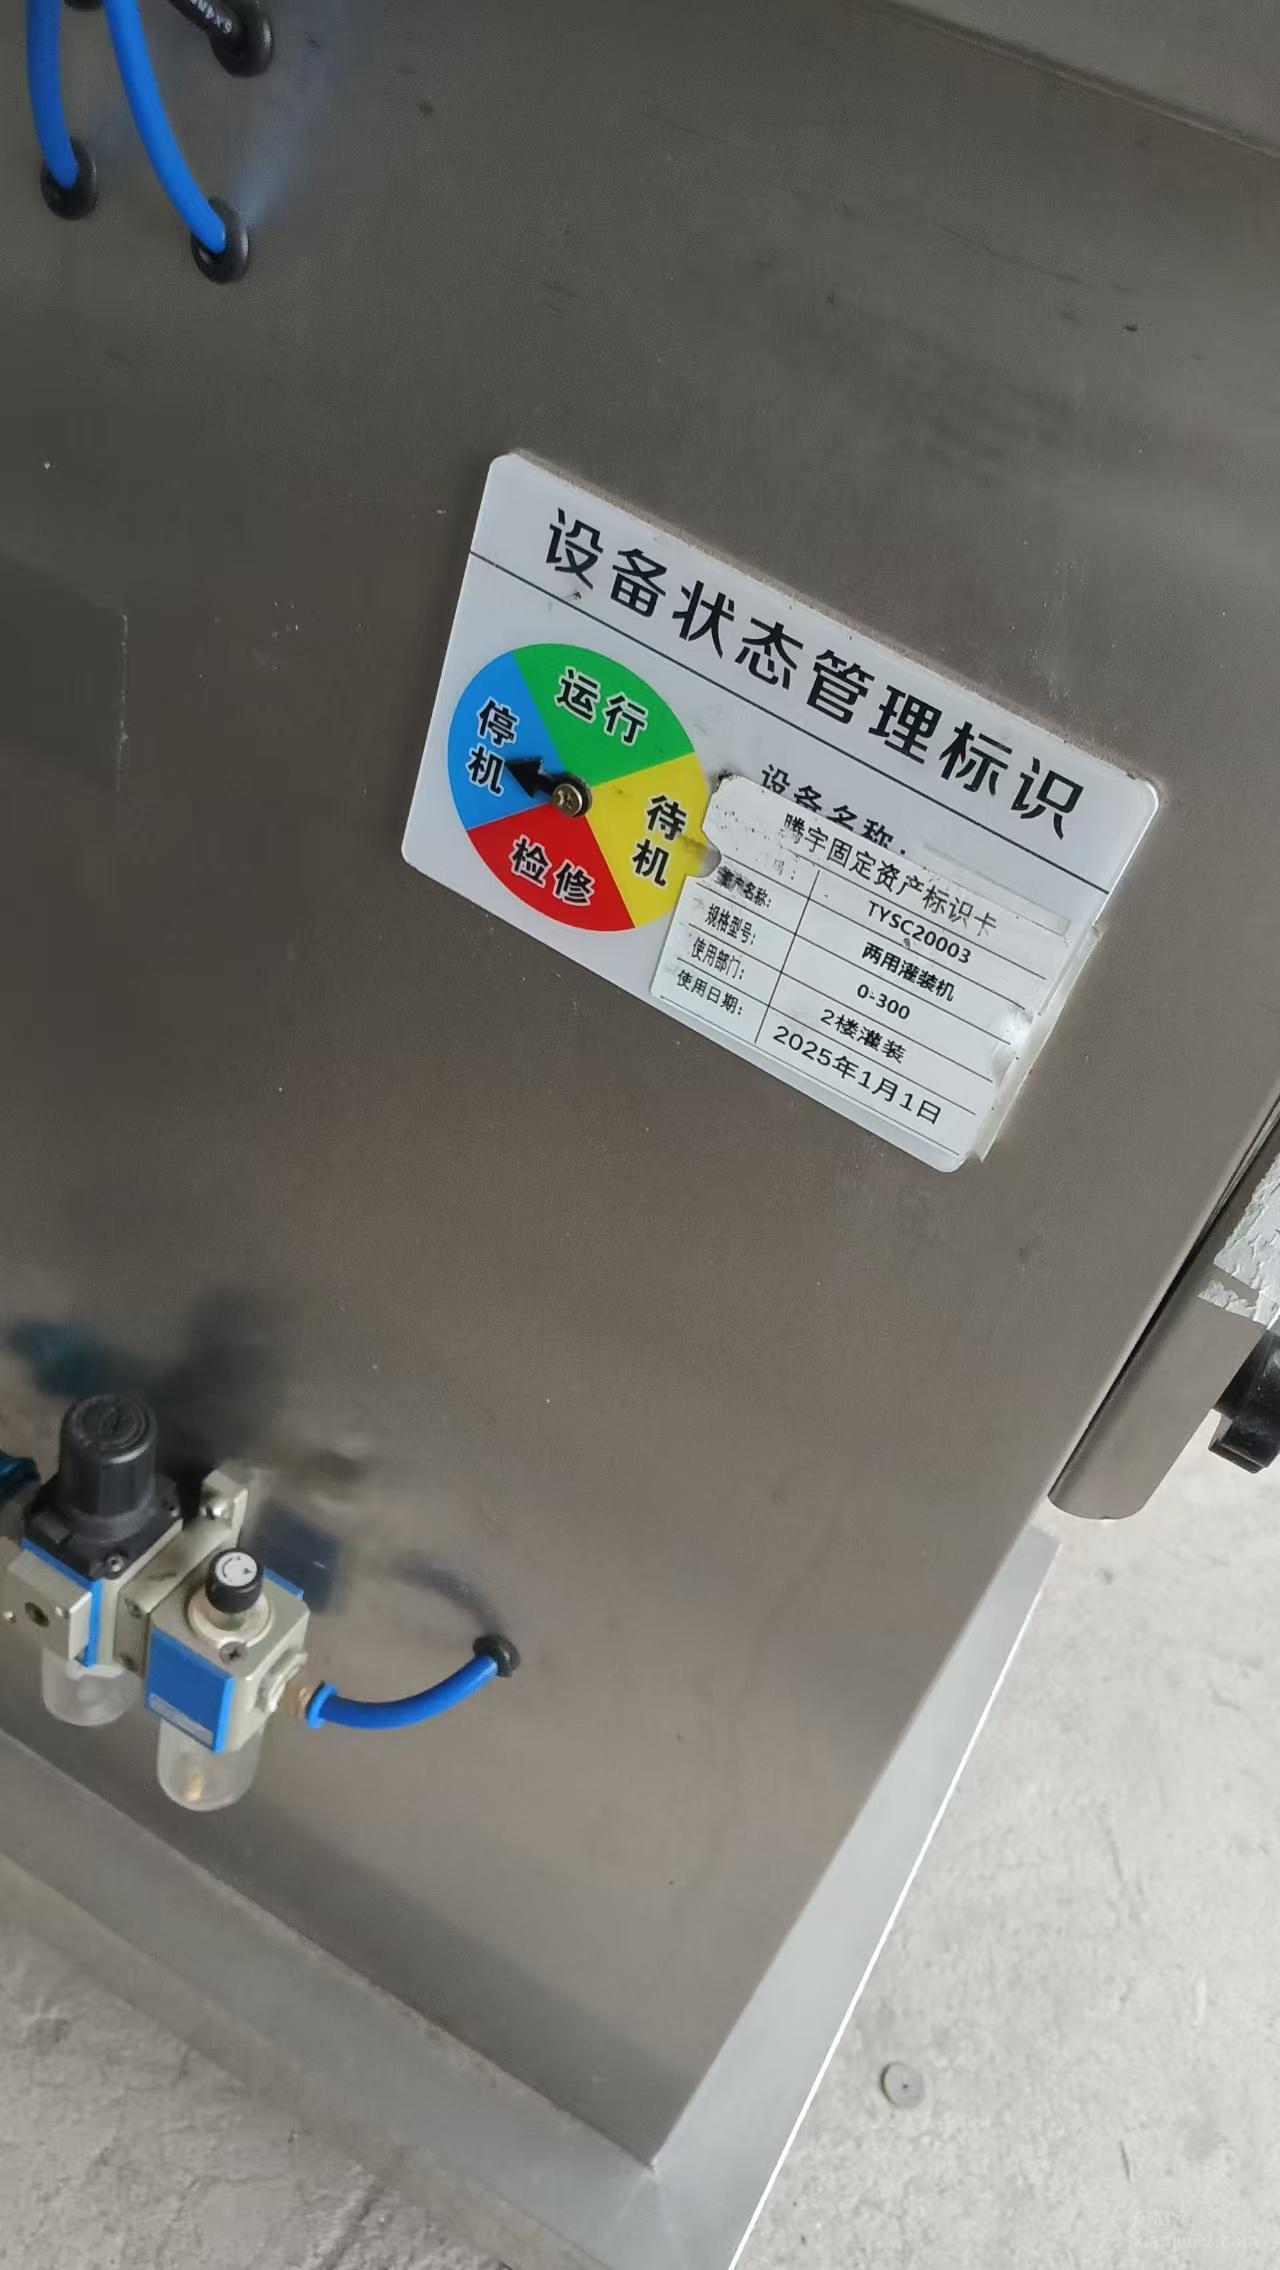 设备状态管理标识
运行
停机
待机
检修
设备名称:
腾宇固定资产标识卡
码: TYSC20003
资产名称: 两用灌装机
规格型号: 0-300
使用部门: 2楼灌装
使用日期: 2025年1月1日